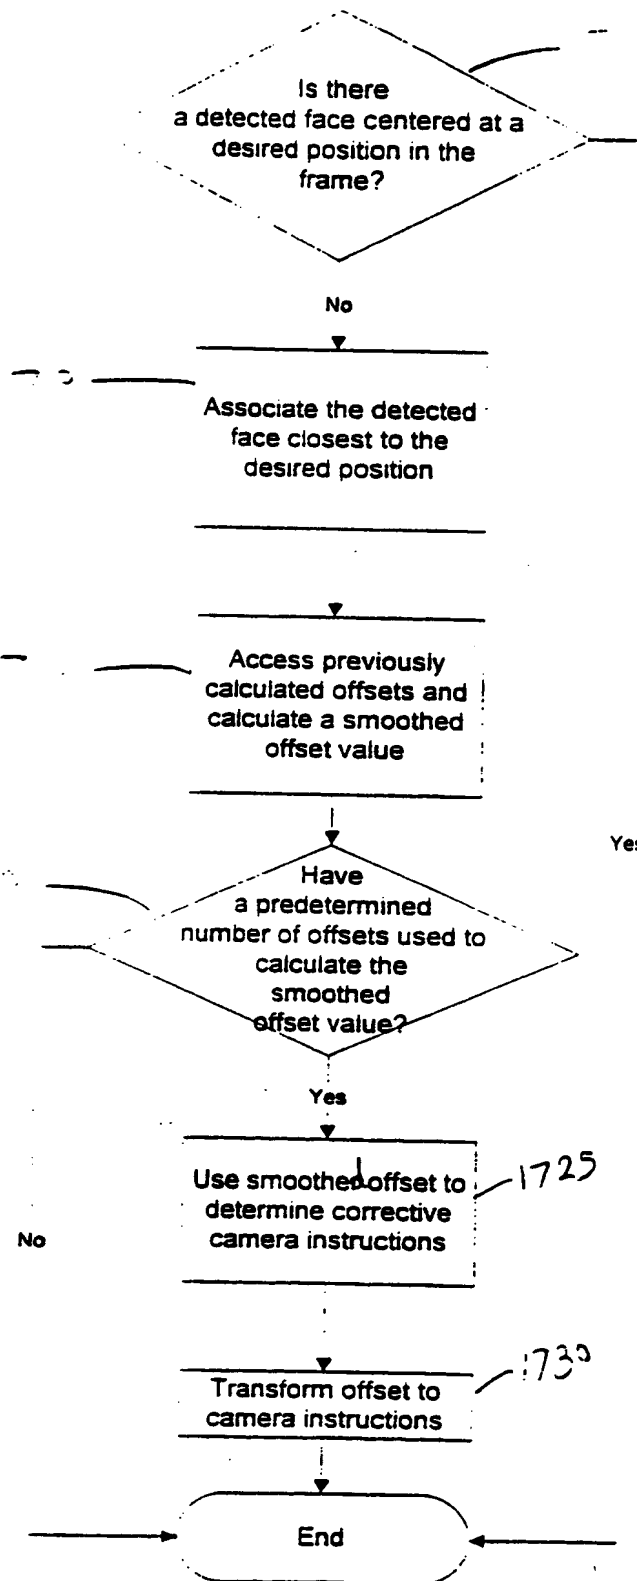 Is there
a detected face centered at a
desired position in the
frame?
No
Associate the detected
face closest to the
desired position
Access previously
calculated offsets and
calculate a smoothed
offset value
Yes
Have
a predetermined
number of offsets used to
calculate the
smoothed
offset value?
Yes
Use smoothed offset to
determine corrective
camera instructions
1725
No
Transform offset to
camera instructions
1730
End